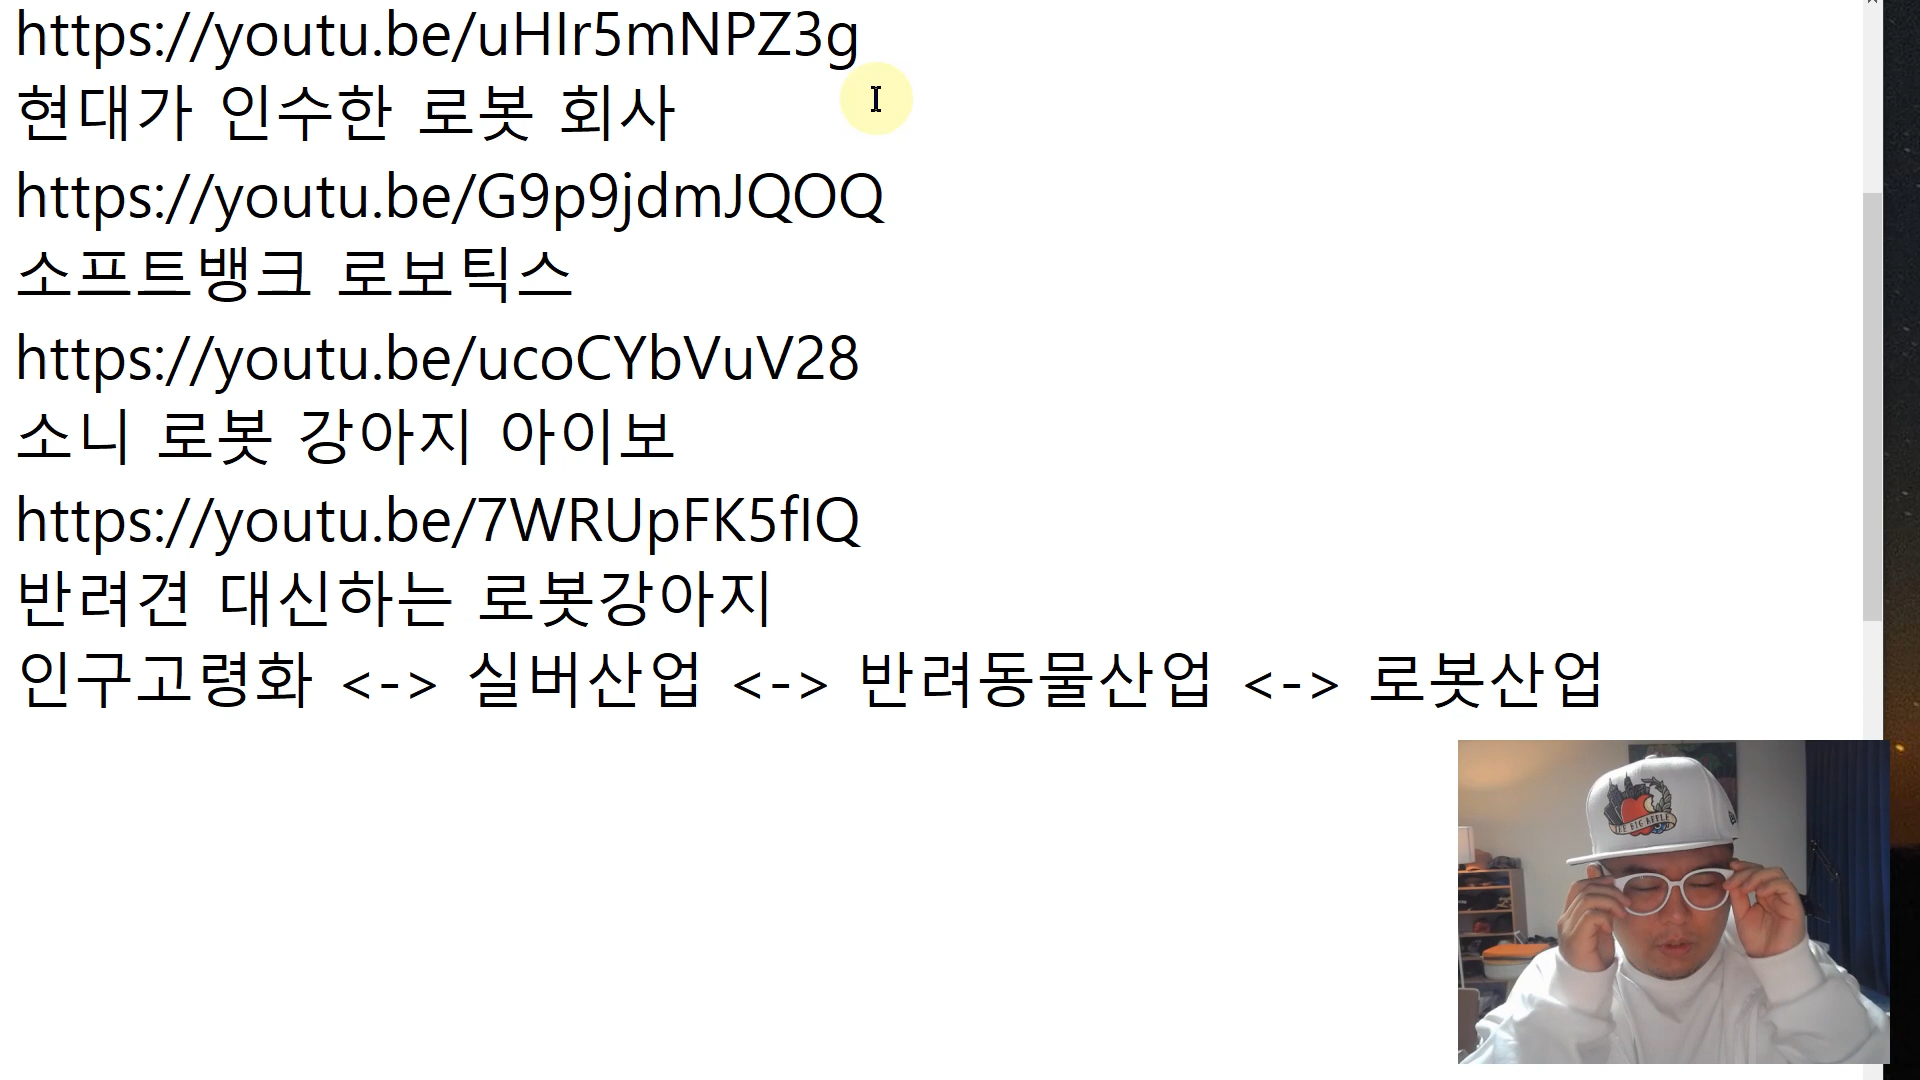 https://youtu.be/uHIr5mNPZ3g
현대가 인수한 로봇 회사
https://youtu.be/G9p9jdmJQOQ
소프트뱅크 로보틱스
https://youtu.be/ucoCYbVuV28
소니 로봇 강아지 아이보
https://youtu.be/7WRUpFK5fIQ
반려견 대신하는 로봇강아지
인구고령화 <-> 실버산업 <-> 반려동물산업 <-> 로봇산업
THE BIG APPLE